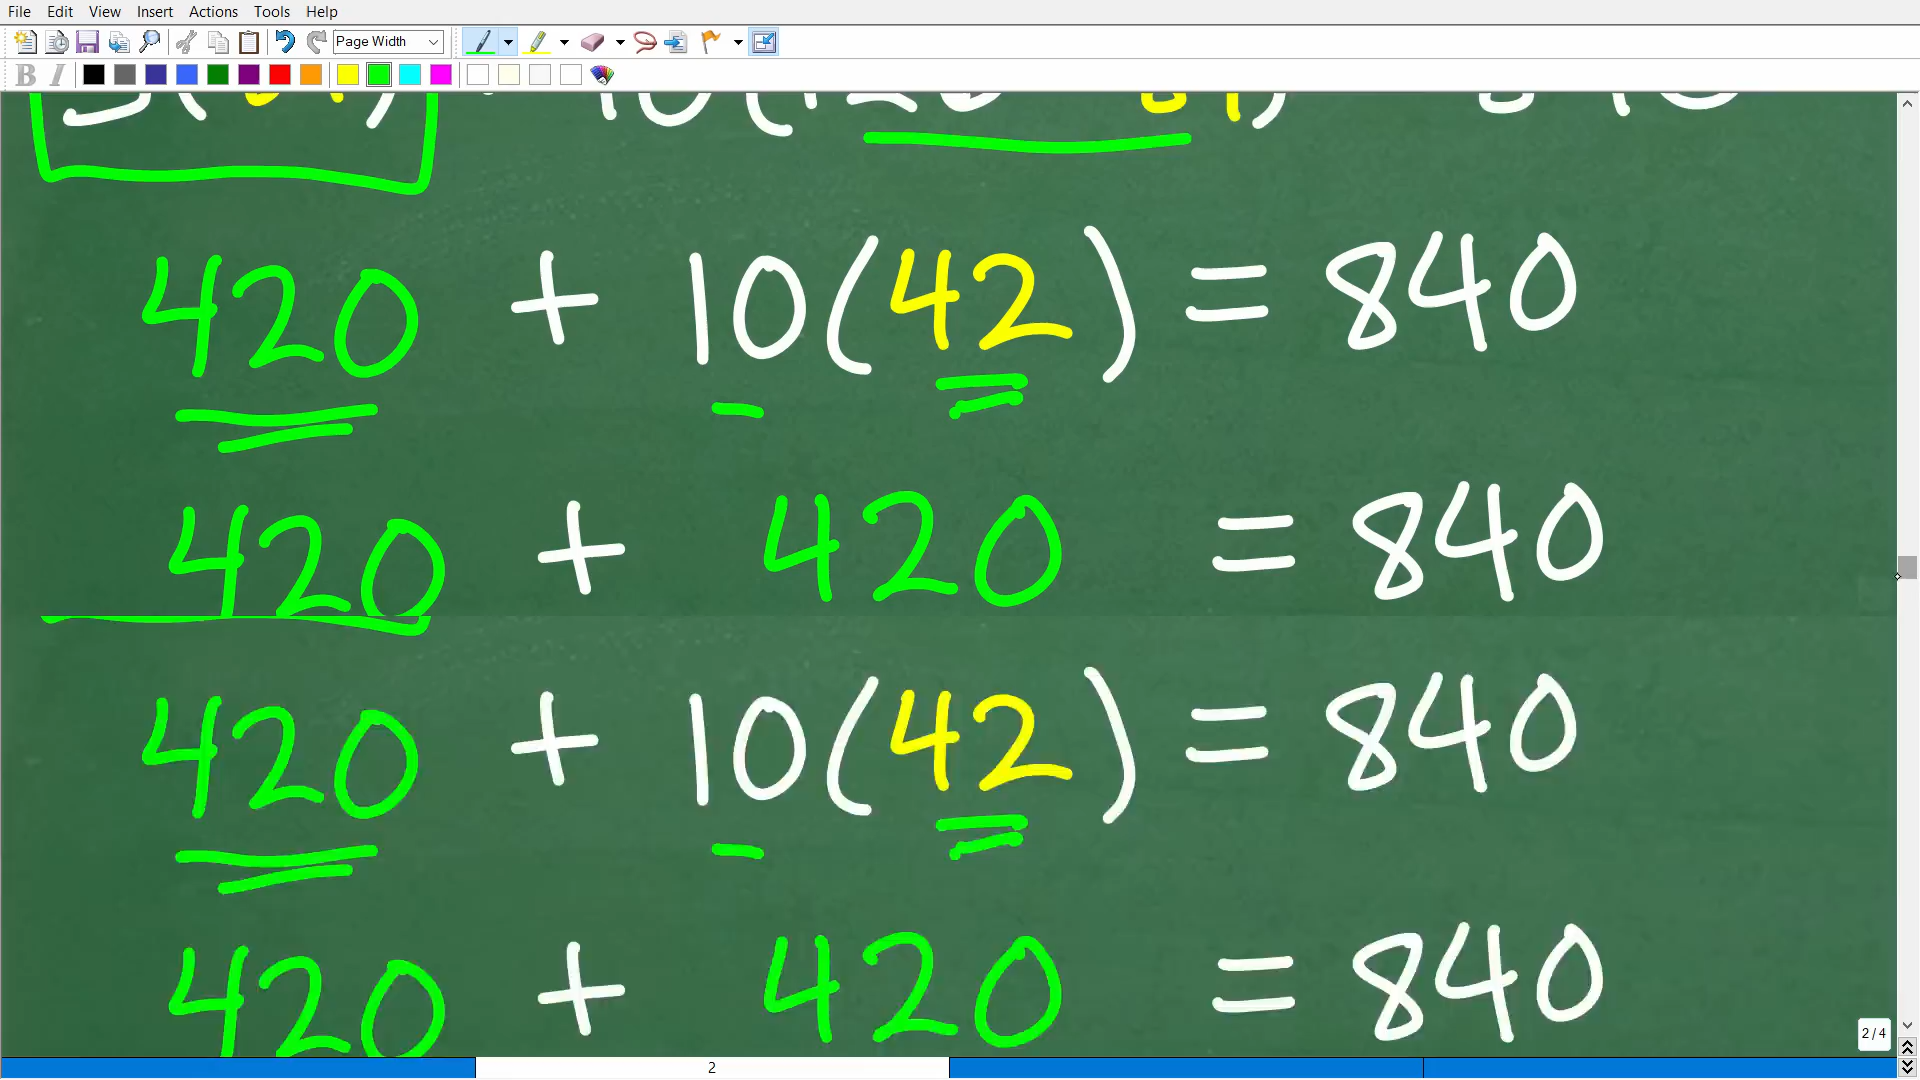 File Edit View Insert Actions Tools Help
Page Width
B I
420 + 10(42) = 840
420 + 420 = 840
420 + 10(42) = 840
420 + 420 = 840
2 / 4
2